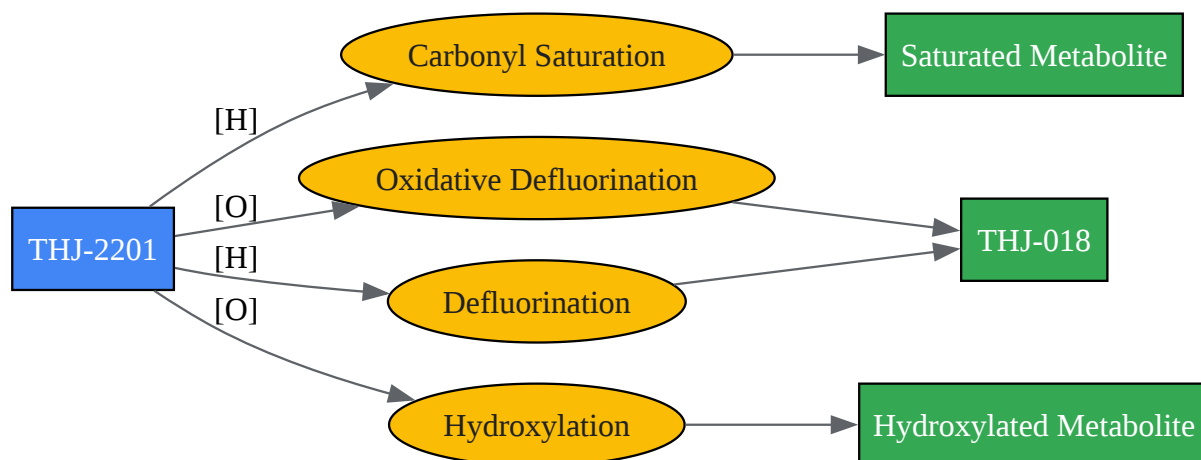 Carbonyl Saturation
Saturated Metabolite
[H]
Oxidative Defluorination
[O]
THJ-2201
THJ-018
[H]
Defluorination
[O]
Hydroxylation
Hydroxylated Metabolite